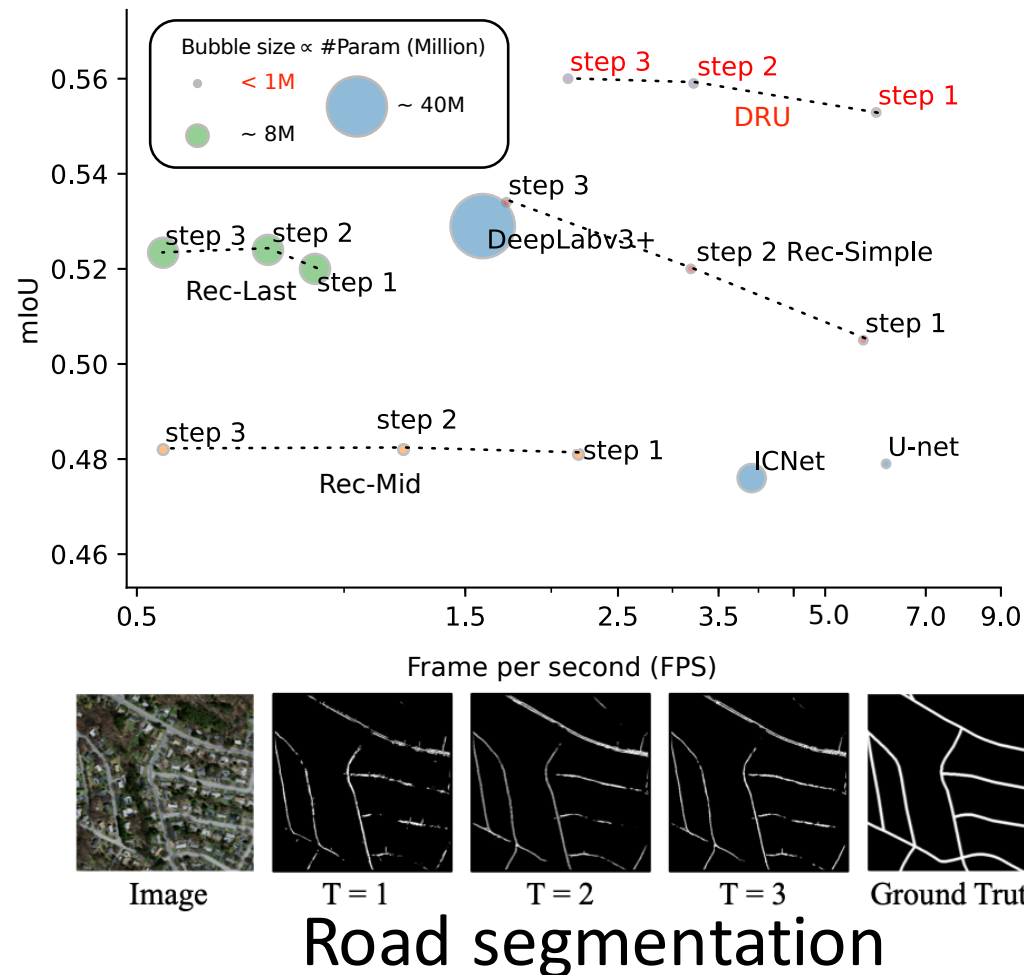 Bubble size ∝ #Param (Million)
< 1M
~ 40M
~ 8M
step 3
step 2
step 1
DRU
step 3
DeepLabv3+
step 2 Rec-Simple
step 1
step 3
step 2
step 1
Rec-Last
step 3
step 2
step 1
Rec-Mid
ICNet
U-net
mIoU
0.56
0.54
0.52
0.50
0.48
0.46
0.5 1.5 2.5 3.5 5.0 7.0 9.0
Frame per second (FPS)
Image T = 1 T = 2 T = 3 Ground Trut
Road segmentation